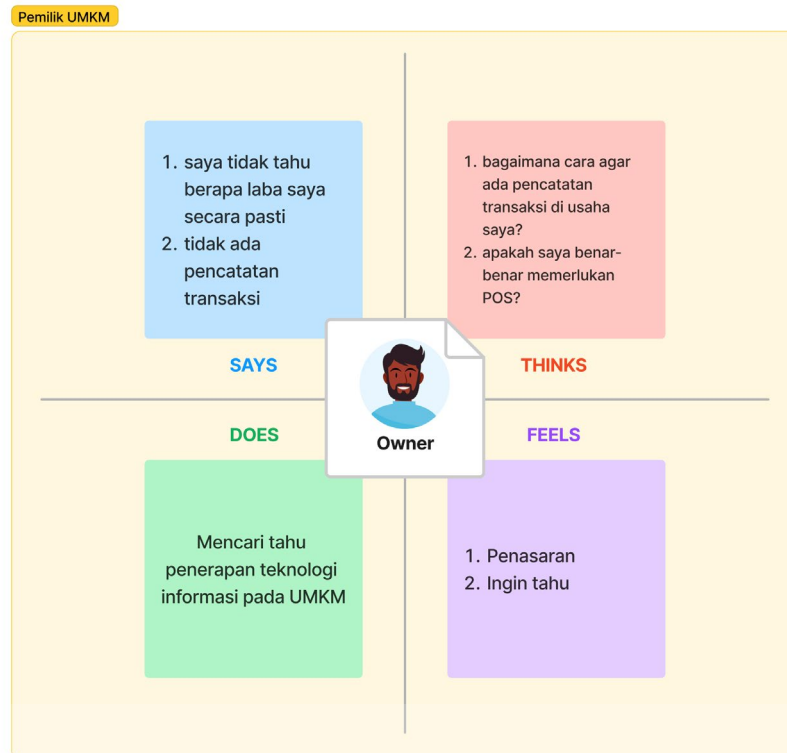 Pemilik UMKM
1. saya tidak tahu
berapa laba saya
secara pasti
2. tidak ada
pencatatan
transaksi
SAYS
1. bagaimana cara agar
ada pencatatan
transaksi di usaha
saya?
2. apakah saya benar-
benar memerlukan
POS?
THINKS
Owner
DOES
Mencari tahu
penerapan teknologi
informasi pada UMKM
FEELS
1. Penasaran
2. Ingin tahu